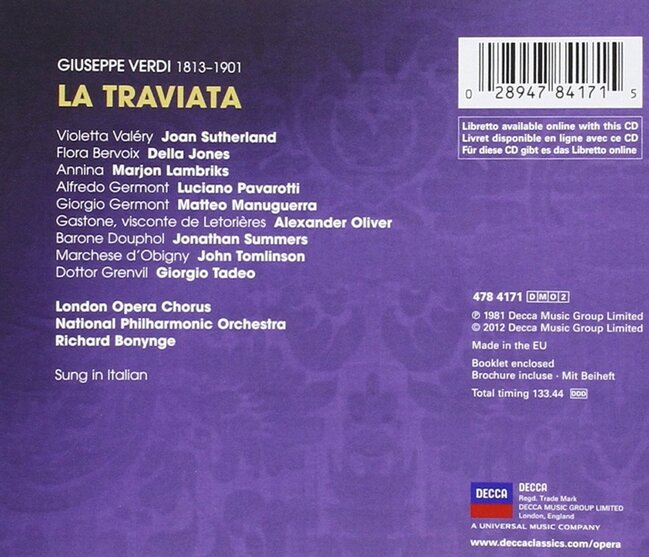 GIUSEPPE VERDI 1813–1901
LA TRAVIATA
Violetta Valéry Joan Sutherland
Flora Bervoix Della Jones
Annina Marjon Lambriks
Alfredo Germont Luciano Pavarotti
Giorgio Germont Matteo Manuguerra
Gastone, visconte de Letorières Alexander Oliver
Barone Douphol Jonathan Summers
Marchese d'Obigny John Tomlinson
Dottor Grenvil Giorgio Tadeo
London Opera Chorus
National Philharmonic Orchestra
Richard Bonynge
Sung in Italian
0 28947 84171 5
Libretto available online with this CD
Livret disponible en ligne avec ce CD
Für diese CD gibt es das Libretto online
478 4171 DMO2
℗ 1981 Decca Music Group Limited
© 2012 Decca Music Group Limited
Made in the EU
Booklet enclosed
Brochure incluse · Mit Beiheft
Total timing 133.44 DDD
DECCA
DECCA
Regd. Trade Mark
DECCA MUSIC GROUP LIMITED
London, England
A UNIVERSAL MUSIC COMPANY
www.deccaclassics.com/opera